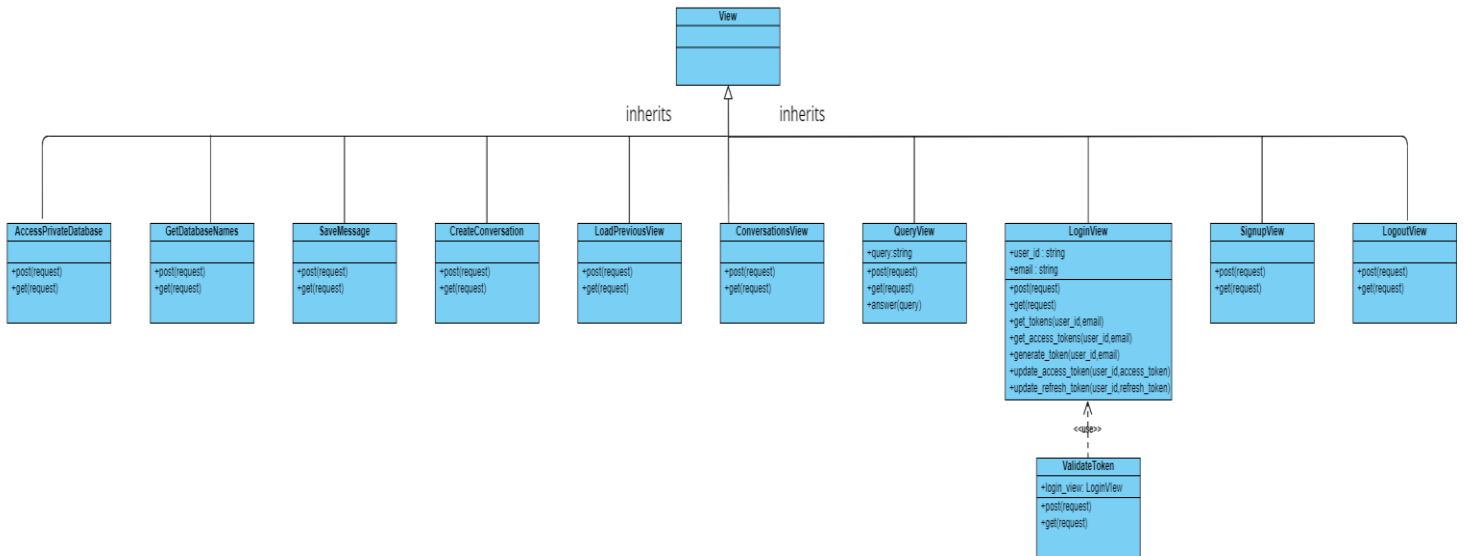 View
inherits
inherits
AccessPrivateDatabase
+post(request)
+get(request)
GetDatabaseNames
+post(request)
+get(request)
SaveMessage
+post(request)
+get(request)
CreateConversation
+post(request)
+get(request)
LoadPreviousView
+post(request)
+get(request)
ConversationsView
+post(request)
+get(request)
QueryView
+query:string
+post(request)
+get(request)
+answer(query)
LoginView
+user_id : string
+email : string
+post(request)
+get(request)
+get_tokens(user_id,email)
+get_access_tokens(user_id,email)
+generate_token(user_id,email)
+update_access_token(user_id,access_token)
+update_refresh_token(user_id,refresh_token)
SignupView
+post(request)
+get(request)
LogoutView
+post(request)
+get(request)
<<use>>
ValidateToken
+login_view: LoginVIew
+post(request)
+get(request)